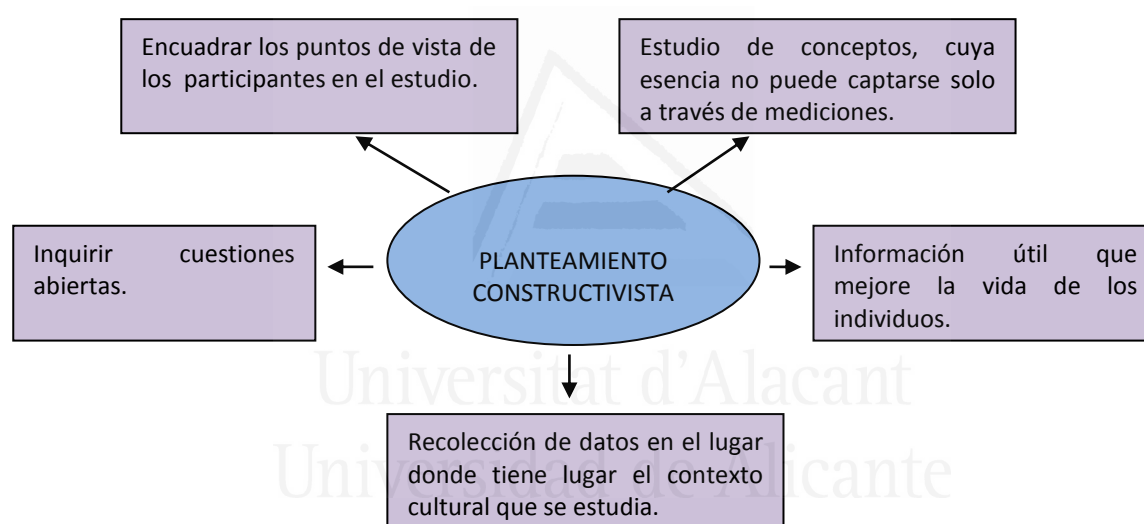 Encuadrar los puntos de vista de
los participantes en el estudio.
Estudio de conceptos, cuya
esencia no puede captarse solo
a través de mediciones.
Inquirir cuestiones
abiertas.
PLANTEAMIENTO
CONSTRUCTIVISTA
Información útil que
mejore la vida de los
individuos.
Universitat d'Alacant
Universidad de Alicante
Recolección de datos en el lugar
donde tiene lugar el contexto
cultural que se estudia.